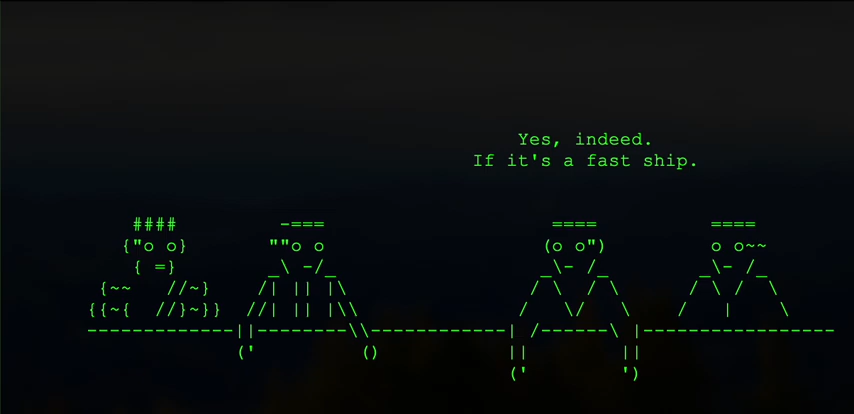 Yes, indeed.
If it's a fast ship.